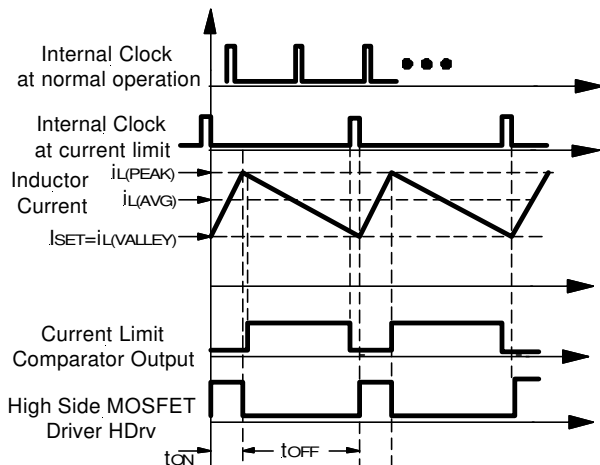 Internal Clock
at normal operation
Internal Clock
at current limit
iL(PEAK)
Inductor
Current
iL(AVG)
ISET=iL(VALLEY)
Current Limit
Comparator Output
High Side MOSFET
Driver HDrv
tON
tOFF